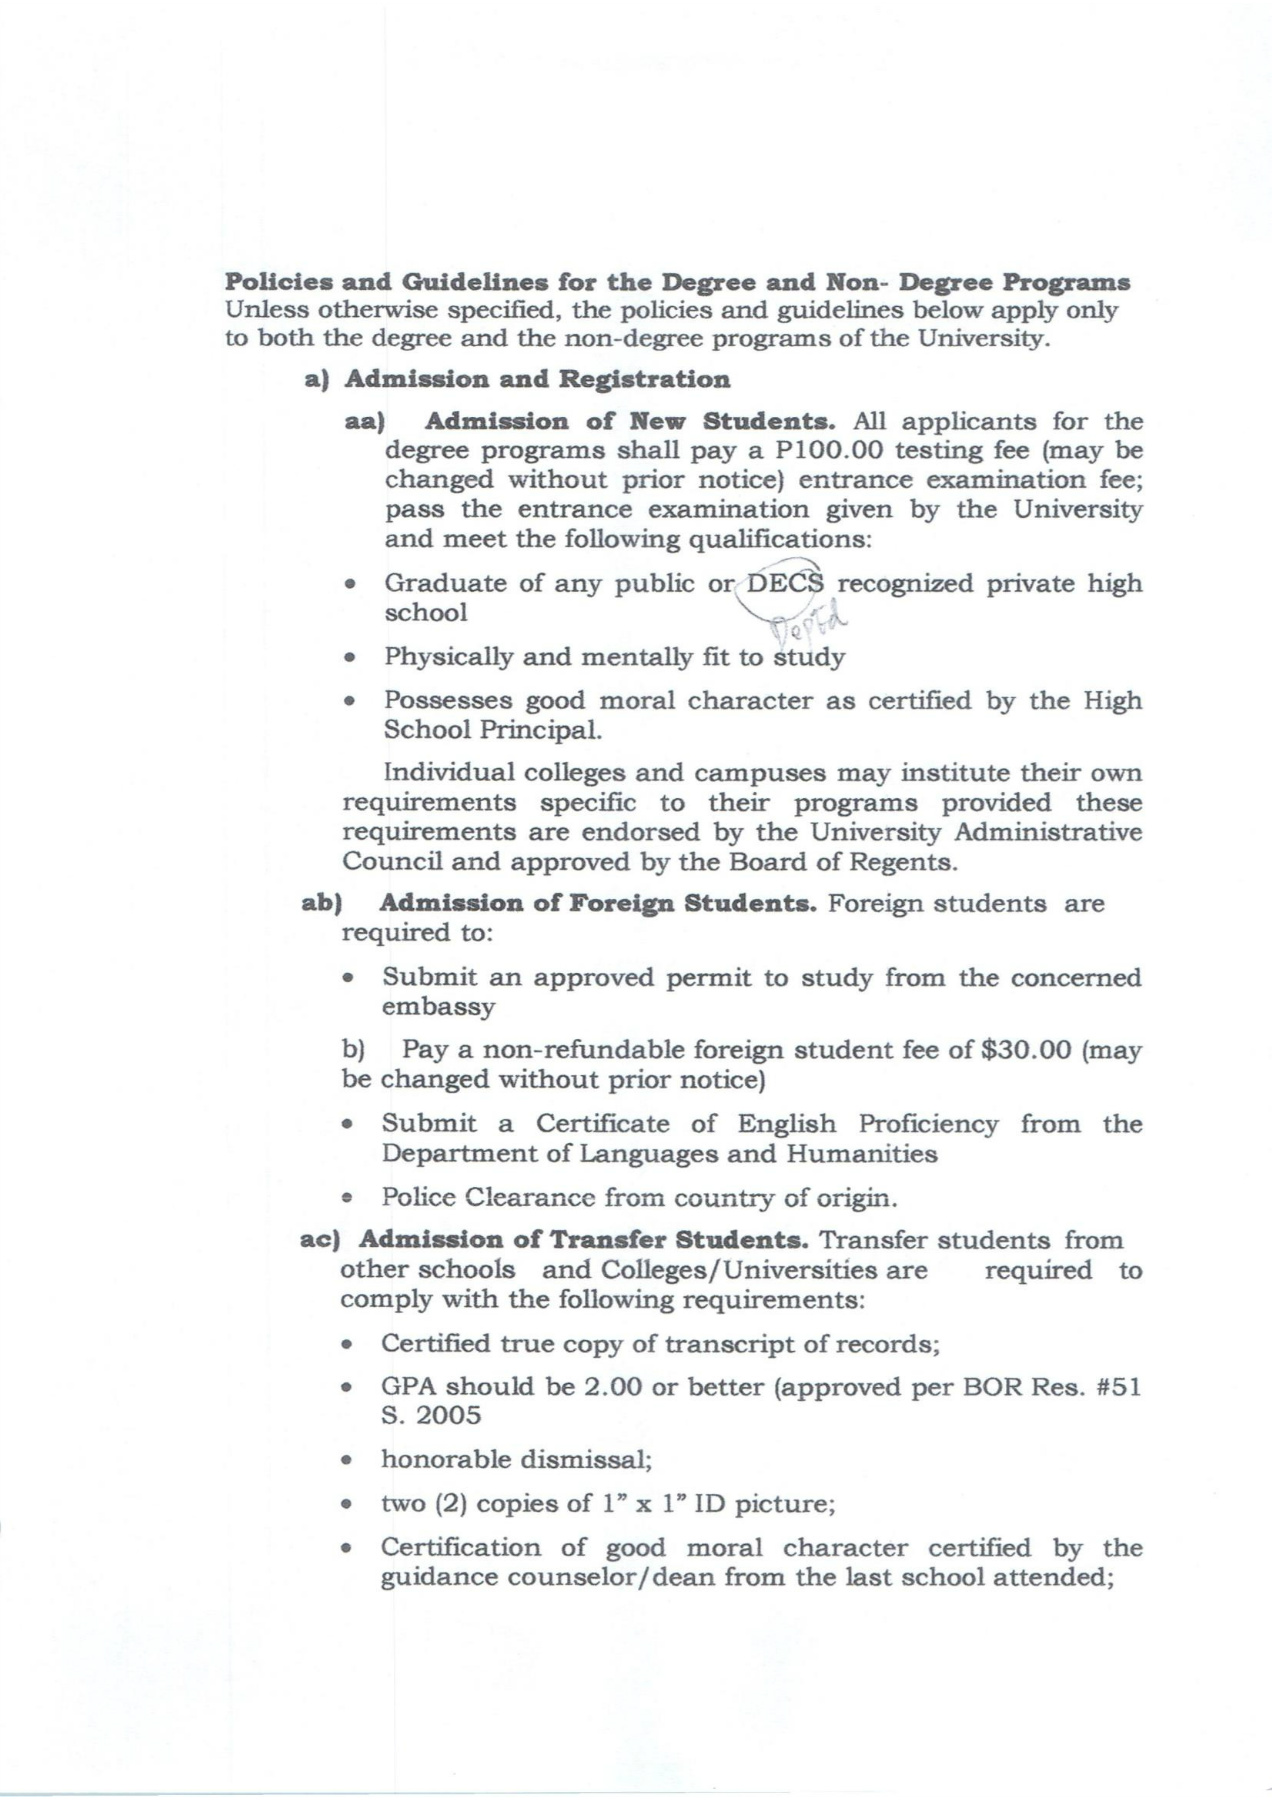 Policies and Guidelines for the Degree and Non- Degree Programs
Unless otherwise specified, the policies and guidelines below apply only
to both the degree and the non-degree programs of the University.
a) Admission and Registration
aa) Admission of New Students. All applicants for the
degree programs shall pay a P100.00 testing fee (may be
changed without prior notice) entrance examination fee;
pass the entrance examination given by the University
and meet the following qualifications:
• Graduate of any public or DECS recognized private high
school
DepEd
• Physically and mentally fit to study
• Possesses good moral character as certified by the High
School Principal.
Individual colleges and campuses may institute their own
requirements specific to their programs provided these
requirements are endorsed by the University Administrative
Council and approved by the Board of Regents.
ab) Admission of Foreign Students. Foreign students are
required to:
• Submit an approved permit to study from the concerned
embassy
b) Pay a non-refundable foreign student fee of $30.00 (may
be changed without prior notice)
• Submit a Certificate of English Proficiency from the
Department of Languages and Humanities
• Police Clearance from country of origin.
ac) Admission of Transfer Students. Transfer students from
other schools and Colleges/Universities are required to
comply with the following requirements:
• Certified true copy of transcript of records;
• GPA should be 2.00 or better (approved per BOR Res. #51
S. 2005
• honorable dismissal;
• two (2) copies of 1” x 1” ID picture;
• Certification of good moral character certified by the
guidance counselor/dean from the last school attended;